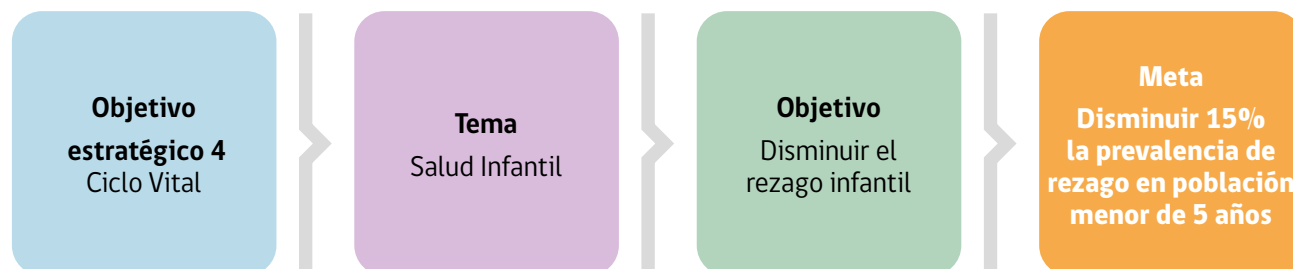 Objetivo
estratégico 4
Ciclo Vital
Tema
Salud Infantil
Objetivo
Disminuir el
rezago infantil
Meta
Disminuir 15%
la prevalencia de
rezago en población
menor de 5 años